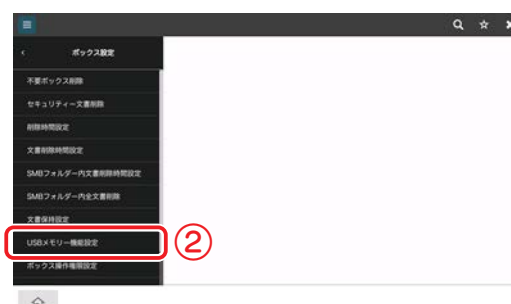 ボックス設定
不要ボックス削除
セキュリティー文書削除
削除時間設定
文書削除時間設定
SMBフォルダー内文書削除時間設定
SMBフォルダー内全文書削除
文書保持設定
USBメモリー機能設定
②
ボックス操作権限設定